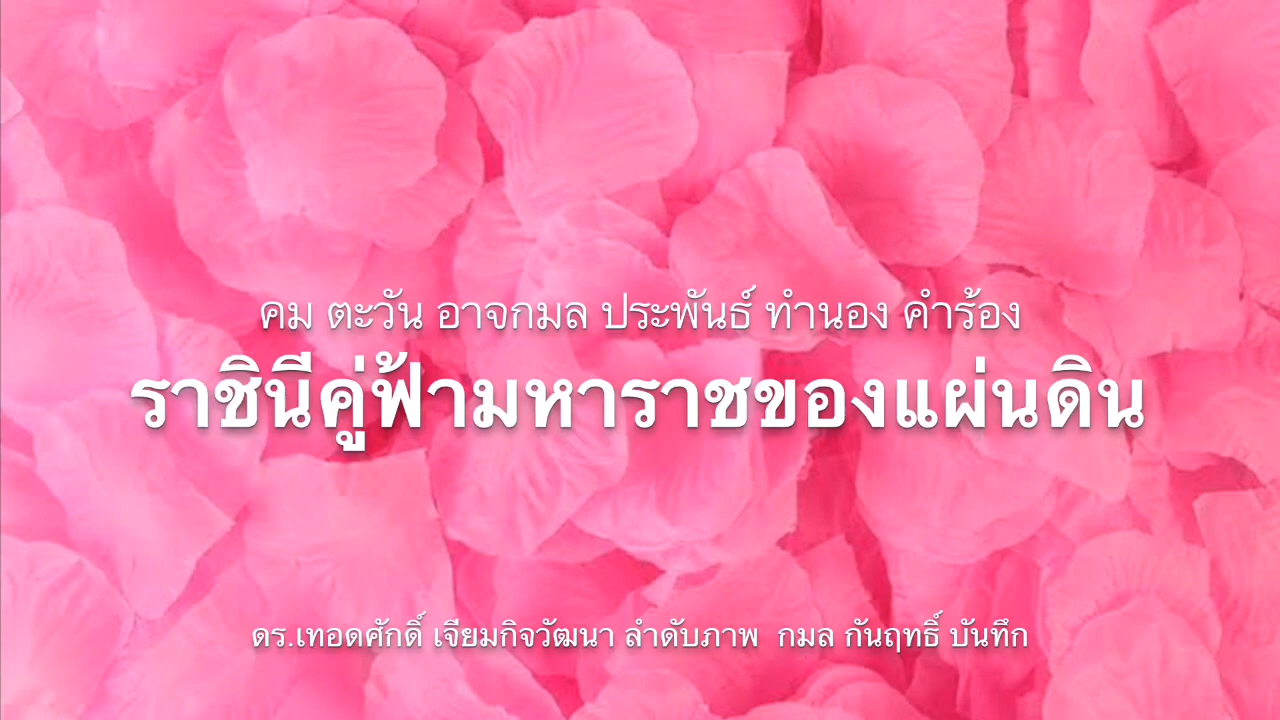 คม ตะวัน อาจกมล ประพันธ์ ทำนอง คำร้อง
ราชินีคู่ฟ้ามหาราชของแผ่นดิน
ดร.เทอดศักดิ์ เจียมกิจวัฒนา ลำดับภาพ  กมล กันฤทธิ์ บันทึก